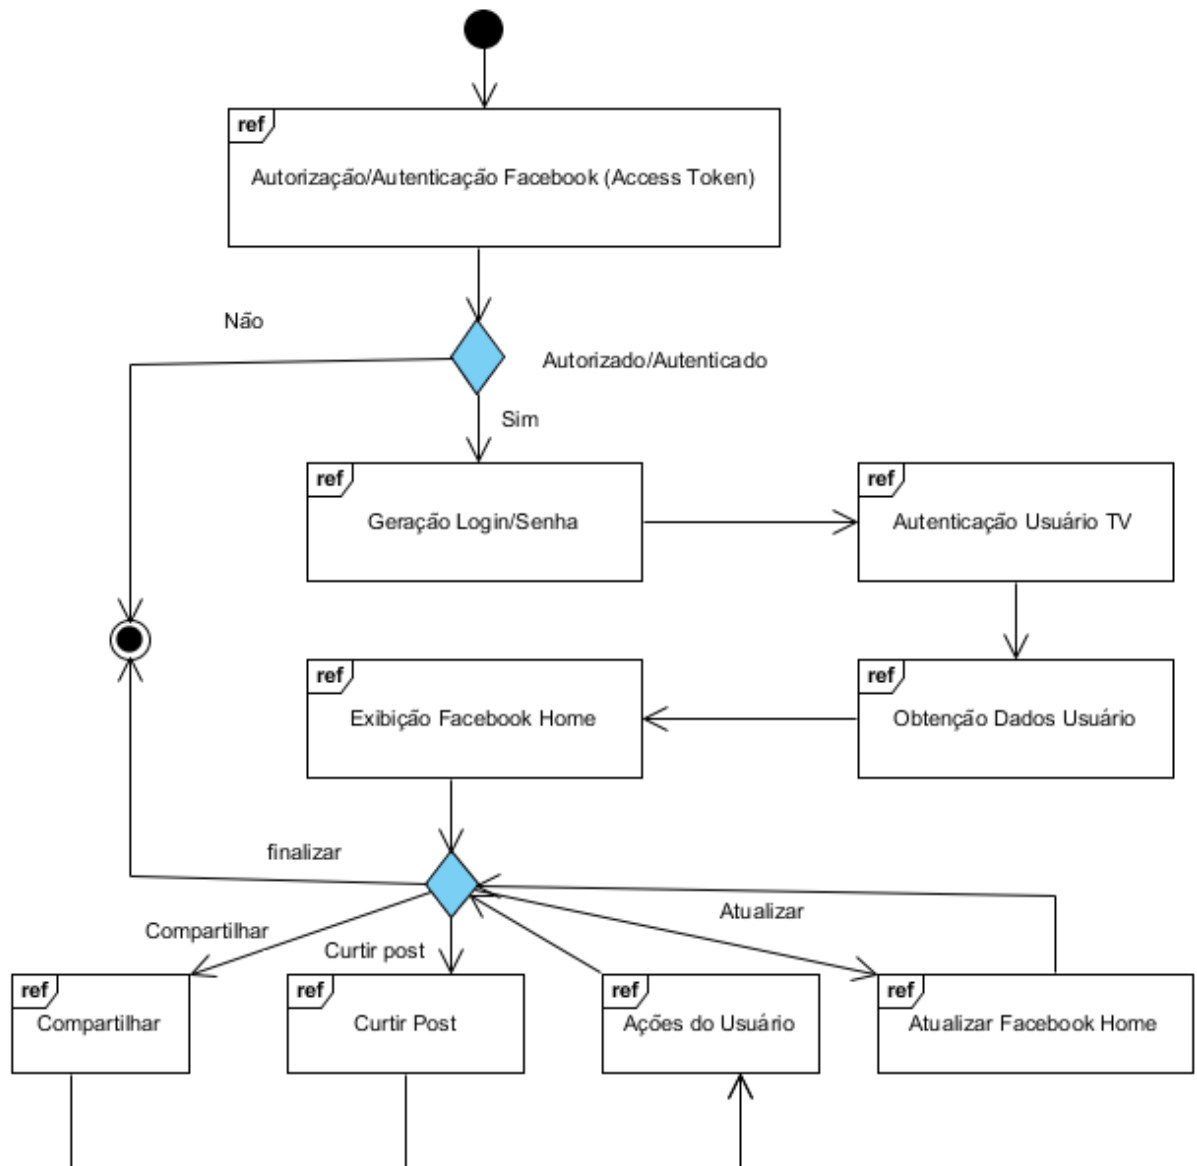 ref
Autorização/Autenticação Facebook (Access Token)
Não
Autorizado/Autenticado
Sim
ref
Geração Login/Senha
ref
Autenticação Usuário TV
ref
Exibição Facebook Home
ref
Obtenção Dados Usuário
finalizar
Compartilhar
Curtir post
Atualizar
ref
Compartilhar
ref
Curtir Post
ref
Ações do Usuário
ref
Atualizar Facebook Home